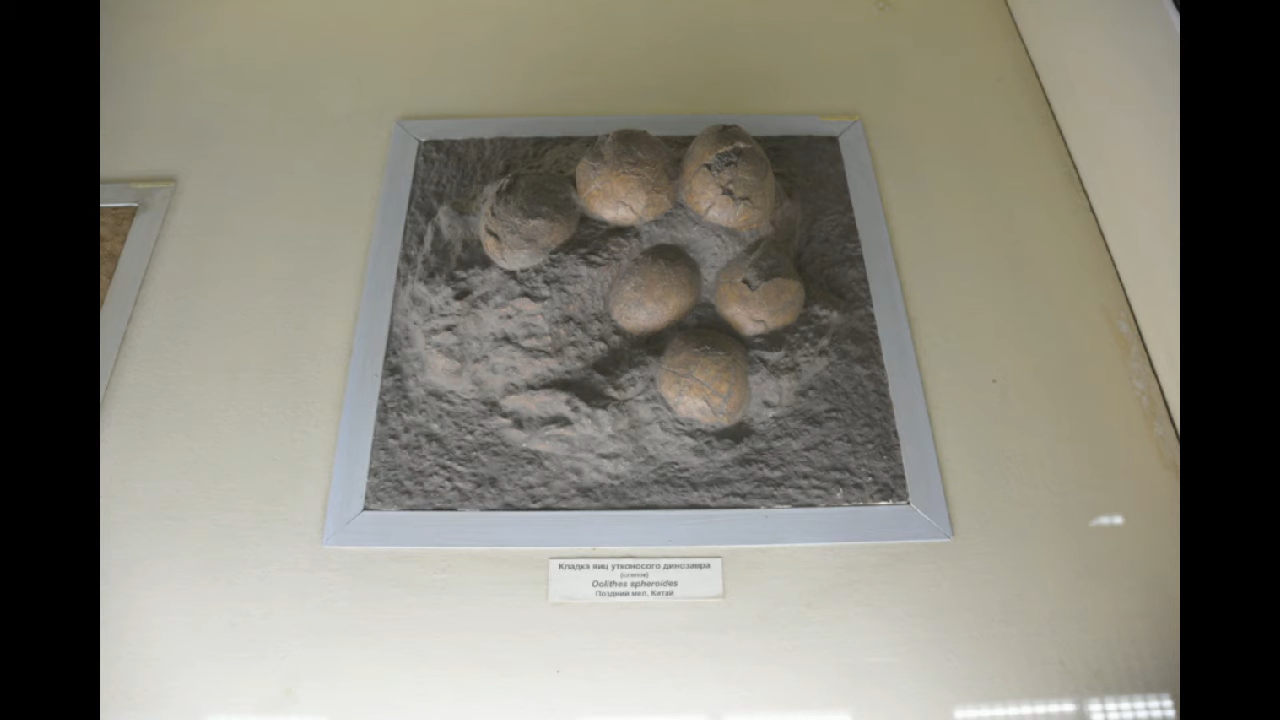 Кладка яиц утконосого динозавра
(слепок)
Oolithes spheroides
Поздний мел, Китай